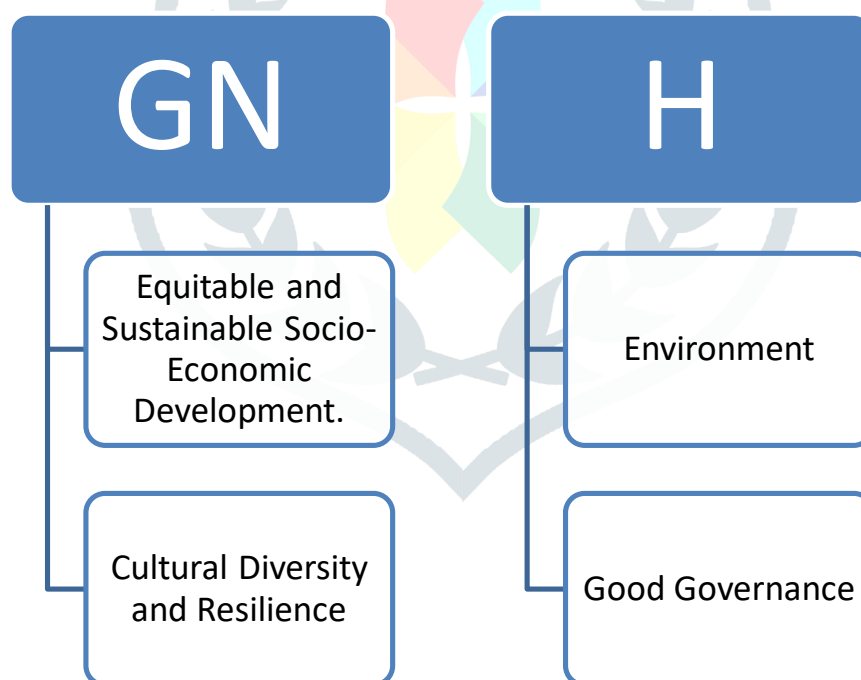 GN
Equitable and
Sustainable Socio-
Economic
Development.
Cultural Diversity
and Resilience
H
Environment
Good Governance